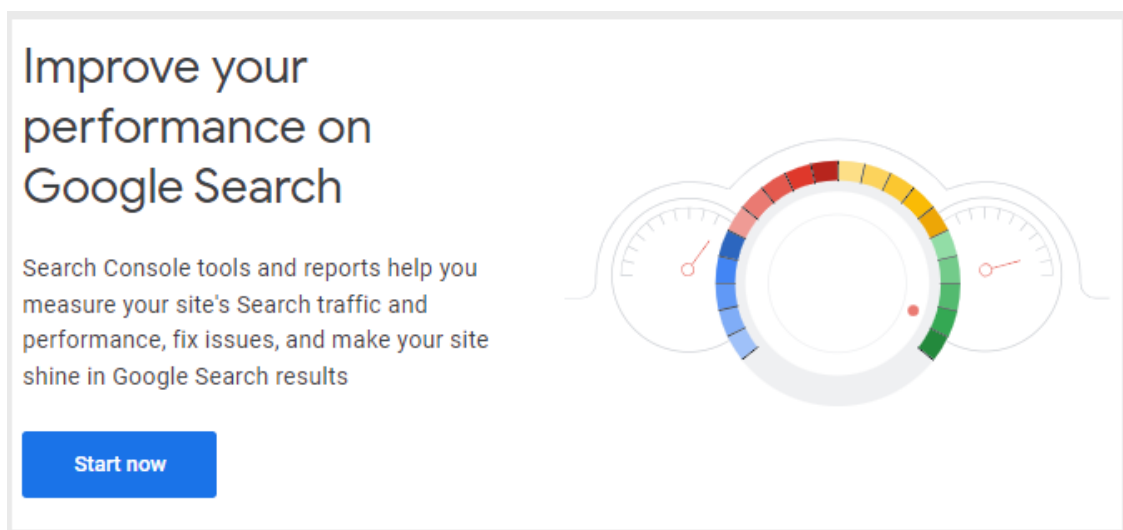 Improve your
performance on
Google Search
Search Console tools and reports help you
measure your site's Search traffic and
performance, fix issues, and make your site
shine in Google Search results
Start now